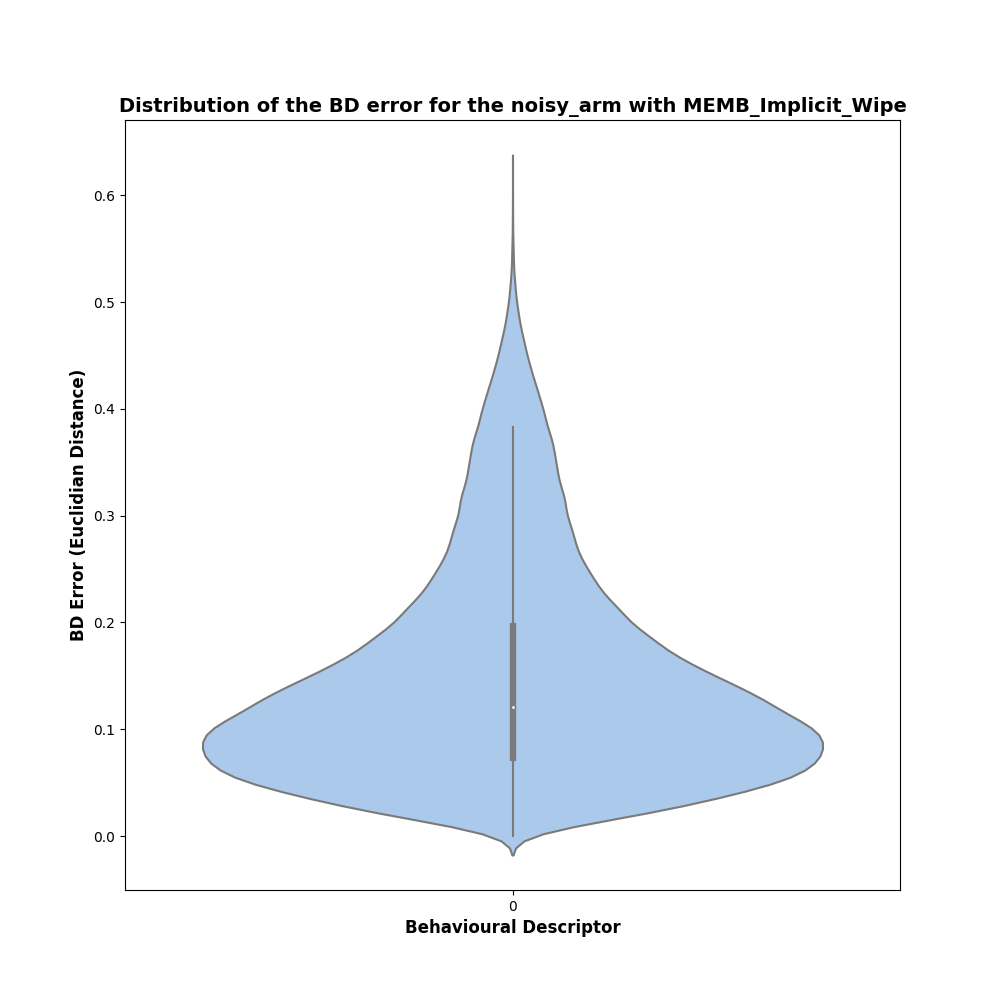 Distribution of the BD error for the noisy_arm with MEMB_Implicit_Wipe
0.6
0.5
0.4
0.3
0.2
0.1
0.0
BD Error (Euclidian Distance)
0
Behavioural Descriptor